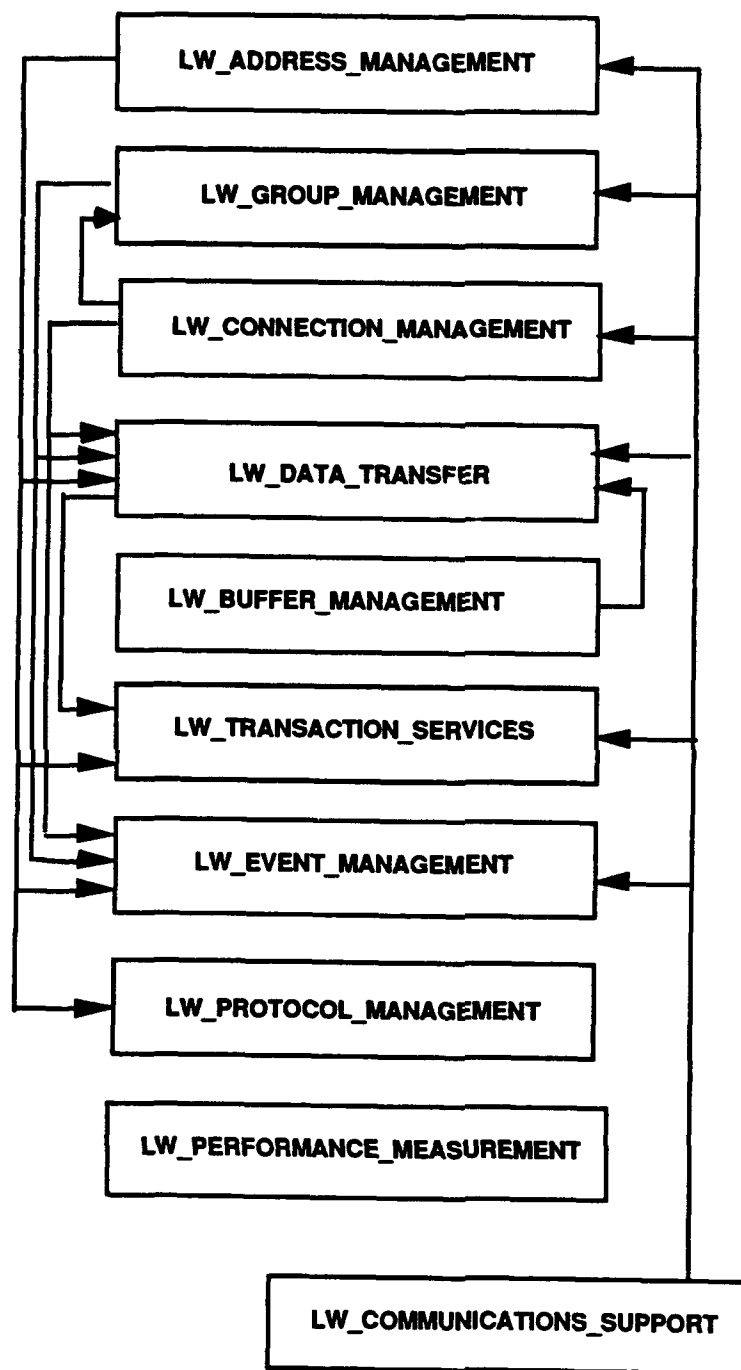 LW_ADDRESS_MANAGEMENT
LW_GROUP_MANAGEMENT
LW_CONNECTION_MANAGEMENT
LW_DATA_TRANSFER
LW_BUFFER_MANAGEMENT
LW_TRANSACTION_SERVICES
LW_EVENT_MANAGEMENT
LW_PROTOCOL_MANAGEMENT
LW_PERFORMANCE_MEASUREMENT
LW_COMMUNICATIONS_SUPPORT